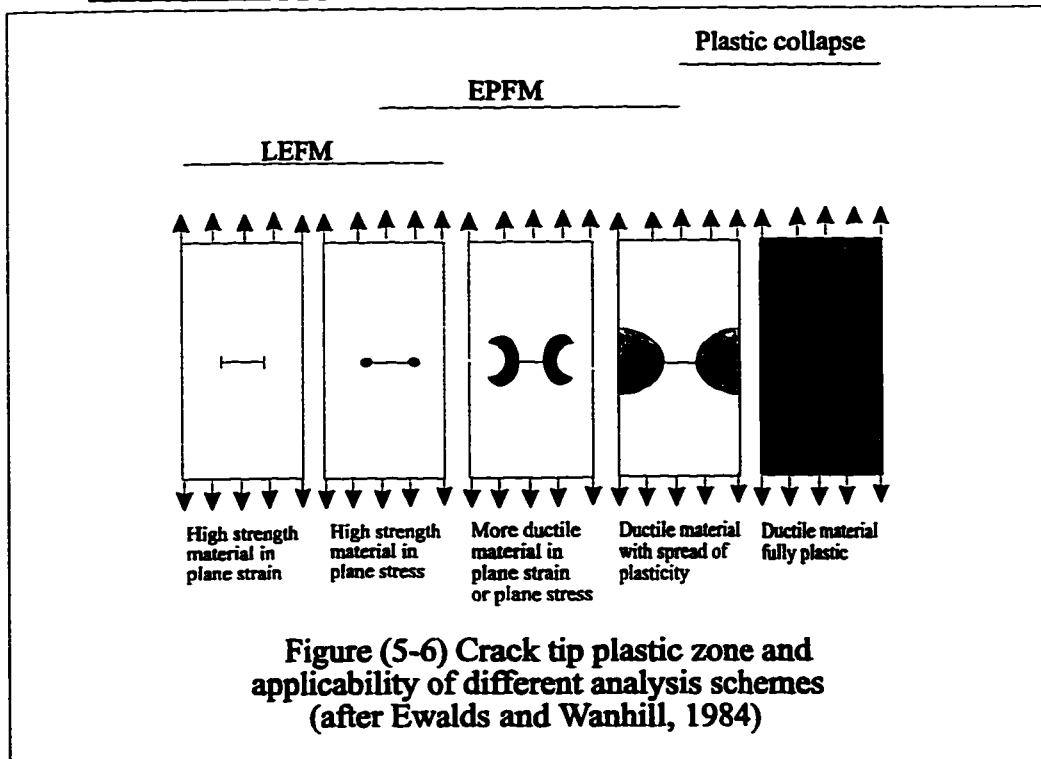 Plastic collapse
EPFM
LEFM
High strength
material in
plane strain
High strength
material in
plane stress
More ductile
material in
plane strain
or plane stress
Ductile material
with spread of
plasticity
Ductile material
fully plastic
Figure (5-6) Crack tip plastic zone and
applicability of different analysis schemes
(after Ewalds and Wanhill, 1984)